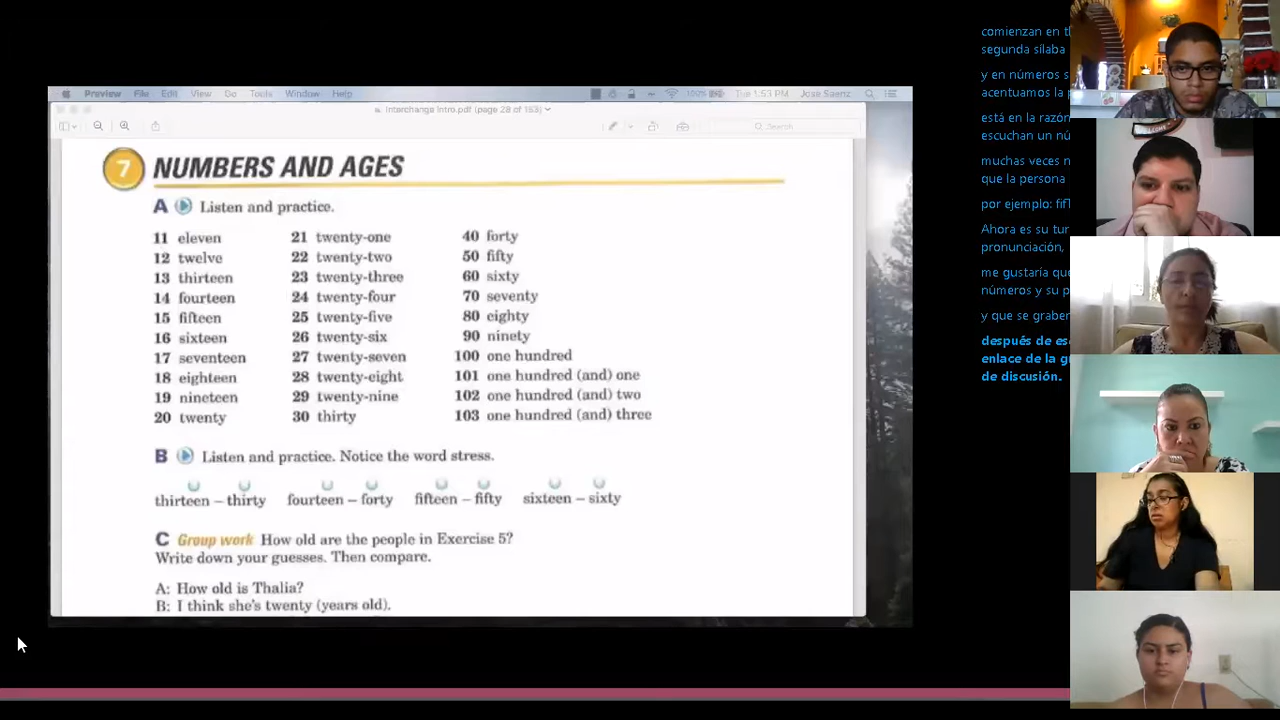 Preview File Edit View Go Tools Window Help 100% Tue 1:53 PM Jose Saenz
Interchange Intro.pdf (page 28 of 163)
Search
7 NUMBERS AND AGES
A Listen and practice.
11 eleven 21 twenty-one 40 forty
12 twelve 22 twenty-two 50 fifty
13 thirteen 23 twenty-three 60 sixty
14 fourteen 24 twenty-four 70 seventy
15 fifteen 25 twenty-five 80 eighty
16 sixteen 26 twenty-six 90 ninety
17 seventeen 27 twenty-seven 100 one hundred
18 eighteen 28 twenty-eight 101 one hundred (and) one
19 nineteen 29 twenty-nine 102 one hundred (and) two
20 twenty 30 thirty 103 one hundred (and) three
B Listen and practice. Notice the word stress.
thirteen – thirty fourteen – forty fifteen – fifty sixteen – sixty
C Group work How old are the people in Exercise 5?
Write down your guesses. Then compare.
A: How old is Thalia?
B: I think she's twenty (years old).
comienzan en
segunda sílaba
y en números
acentuamos la
está en la razón
escuchan un
muchas veces
que la persona
por ejemplo:
Ahora es su
pronunciación,
me gustaría
números y su
y que se
después de
enlace de la
de discusión.